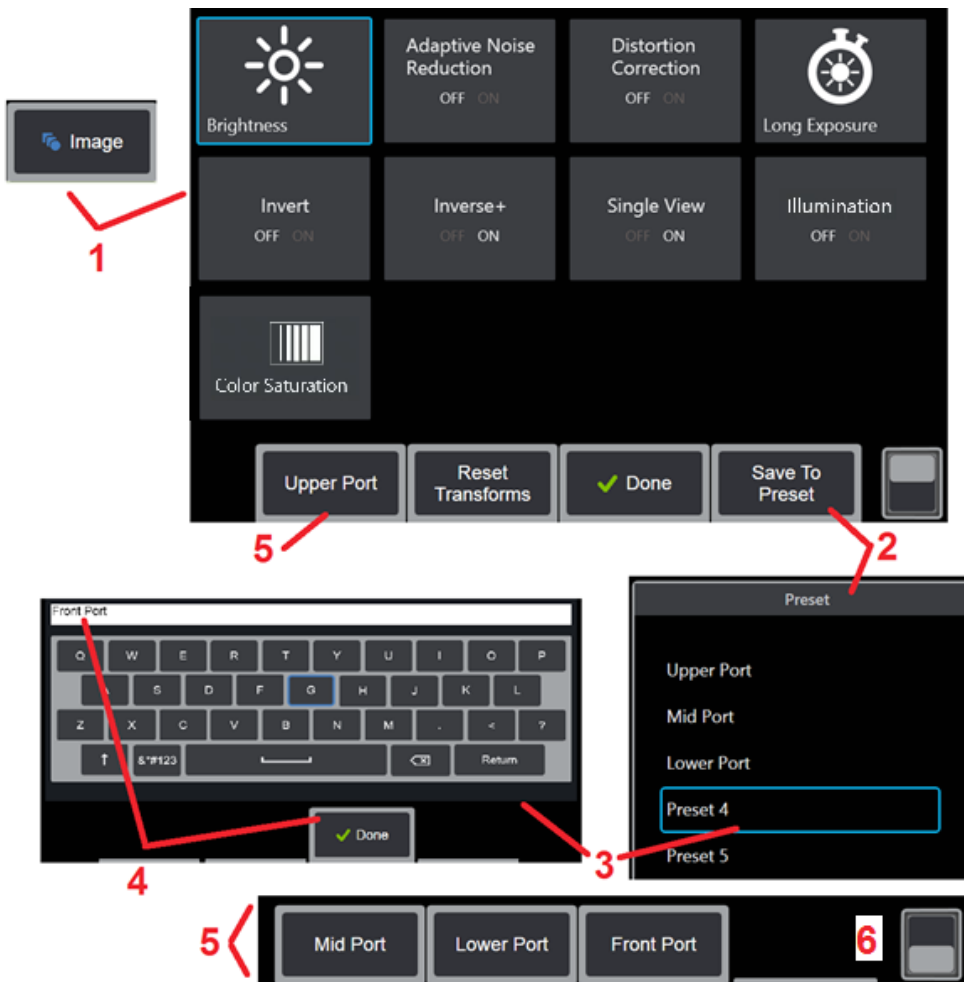 Image
1
Brightness
Adaptive Noise
Reduction
OFF ON
Distortion
Correction
OFF ON
Long Exposure
Invert
OFF ON
Inverse+
OFF ON
Single View
OFF ON
Illumination
OFF ON
Color Saturation
Upper Port
Reset
Transforms
Done
Save To
Preset
5
2
Front Port
Q W E R T Y U I O P
A S D F G H J K L
Z X C V B N M . < ?
↑ &*#123 Return
Done
4
Preset
Upper Port
Mid Port
Lower Port
Preset 4
Preset 5
3
5
Mid Port
Lower Port
Front Port
6